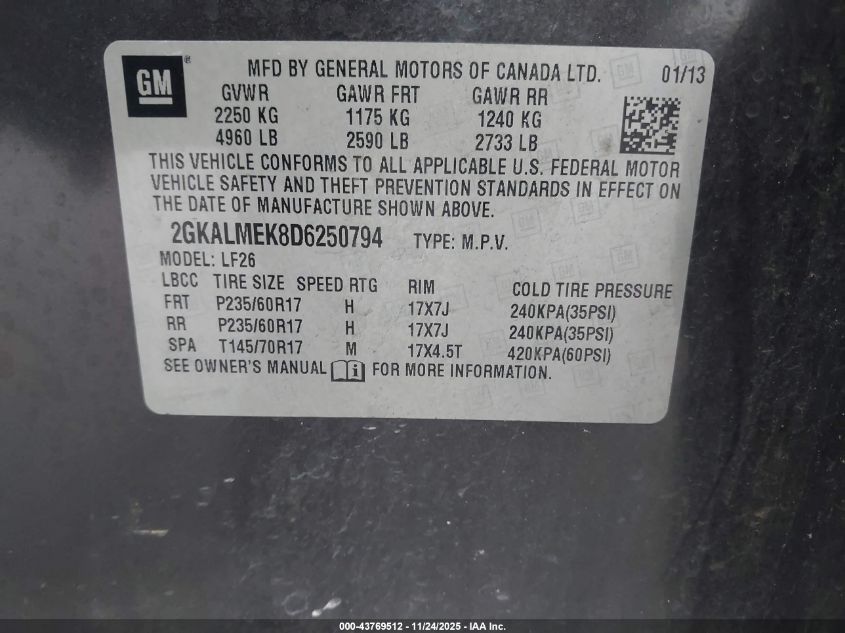 GM ® MFD BY GENERAL MOTORS OF CANADA LTD. 01/13
GVWR GAWR FRT GAWR RR
2250 KG 1175 KG 1240 KG
4960 LB 2590 LB 2733 LB
THIS VEHICLE CONFORMS TO ALL APPLICABLE U.S. FEDERAL MOTOR
VEHICLE SAFETY AND THEFT PREVENTION STANDARDS IN EFFECT ON
THE DATE OF MANUFACTURE SHOWN ABOVE.
2GKALMEK8D6250794 TYPE: M.P.V.
MODEL: LF26
LBCC TIRE SIZE SPEED RTG RIM COLD TIRE PRESSURE
FRT P235/60R17 H 17X7J 240KPA(35PSI)
RR P235/60R17 H 17X7J 240KPA(35PSI)
SPA T145/70R17 M 17X4.5T 420KPA(60PSI)
SEE OWNER'S MANUAL i FOR MORE INFORMATION.
000-43769512 - 11/24/2025 - IAA Inc.